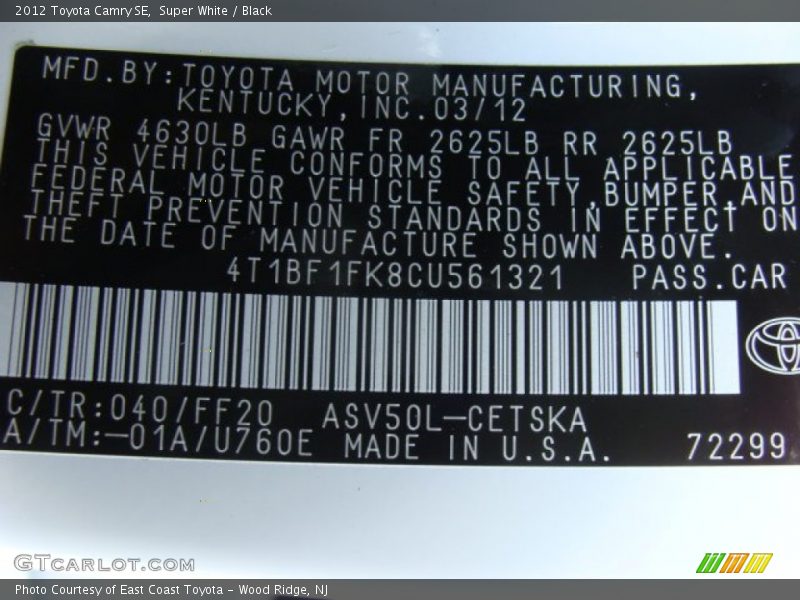 2012 Toyota Camry SE, Super White / Black
MFD.BY:TOYOTA MOTOR MANUFACTURING,
KENTUCKY,INC.03/12
GVWR 4630LB GAWR FR 2625LB RR 2625LB
THIS VEHICLE CONFORMS TO ALL APPLICABLE
FEDERAL MOTOR VEHICLE SAFETY,BUMPER,AND
THEFT PREVENTION STANDARDS IN EFFECT ON
THE DATE OF MANUFACTURE SHOWN ABOVE.
4T1BF1FK8CU561321 PASS.CAR
C/TR:040/FF20 ASV50L-CETSKA
A/TM:-01A/U760E MADE IN U.S.A. 72299
GTCARLOT.COM
Photo Courtesy of East Coast Toyota - Wood Ridge, NJ